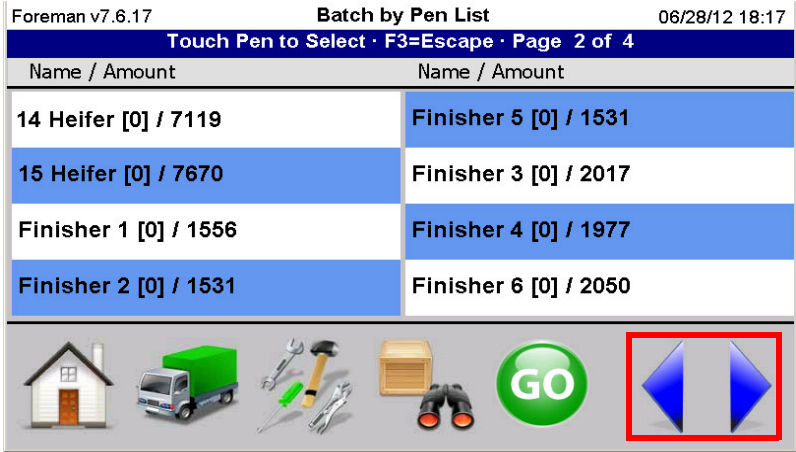 Foreman v7.6.17 Batch by Pen List 06/28/12 18:17
Touch Pen to Select · F3=Escape · Page 2 of 4
Name / Amount Name / Amount
14 Heifer [0] / 7119 Finisher 5 [0] / 1531
15 Heifer [0] / 7670 Finisher 3 [0] / 2017
Finisher 1 [0] / 1556 Finisher 4 [0] / 1977
Finisher 2 [0] / 1531 Finisher 6 [0] / 2050
GO